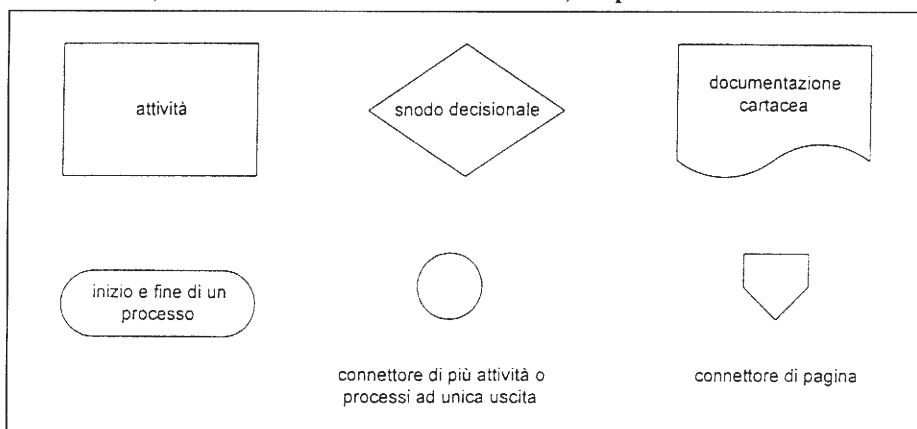 attività
snodo decisionale
documentazione
cartacea
inizio e fine di un
processo
connettore di più attività o
processi ad unica uscita
connettore di pagina